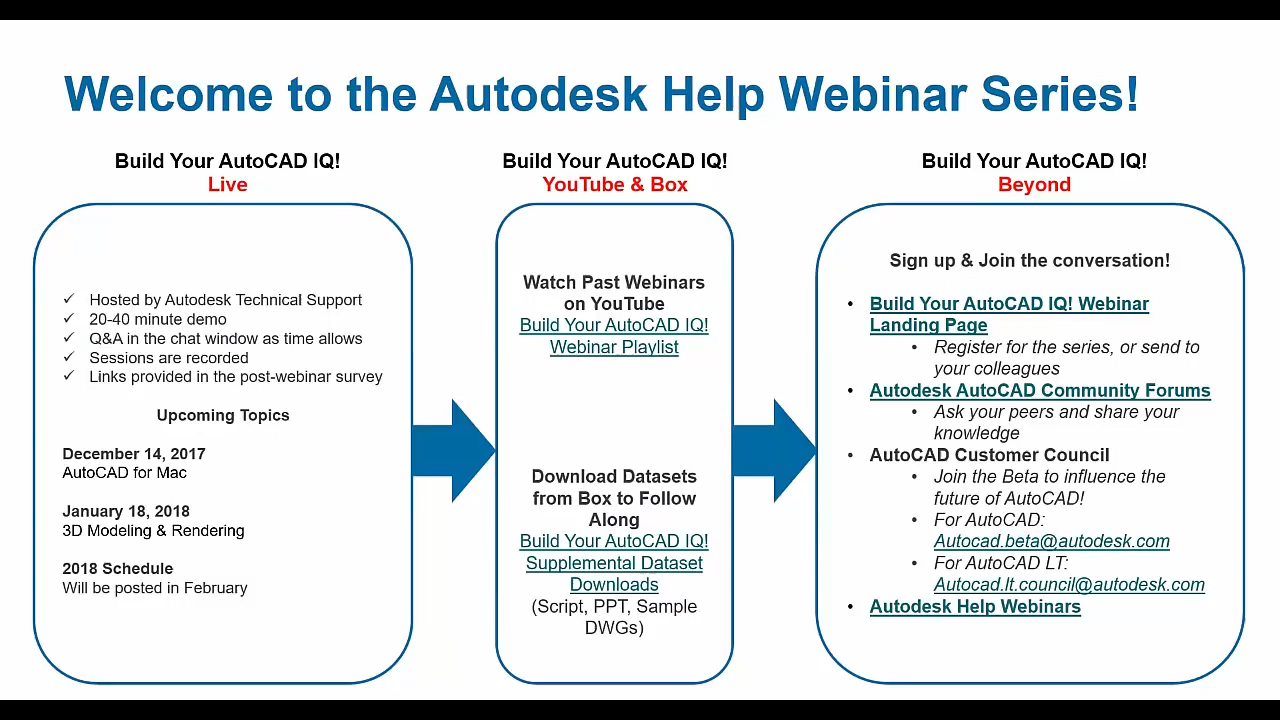 Welcome to the Autodesk Help Webinar Series!
Build Your AutoCAD IQ!
Live
✓ Hosted by Autodesk Technical Support
✓ 20-40 minute demo
✓ Q&A in the chat window as time allows
✓ Sessions are recorded
✓ Links provided in the post-webinar survey
Upcoming Topics
December 14, 2017
AutoCAD for Mac
January 18, 2018
3D Modeling & Rendering
2018 Schedule
Will be posted in February
Build Your AutoCAD IQ!
YouTube & Box
Watch Past Webinars
on YouTube
Build Your AutoCAD IQ!
Webinar Playlist
Download Datasets
from Box to Follow
Along
Build Your AutoCAD IQ!
Supplemental Dataset
Downloads
(Script, PPT, Sample
DWGs)
Build Your AutoCAD IQ!
Beyond
Sign up & Join the conversation!
• Build Your AutoCAD IQ! Webinar
Landing Page
• Register for the series, or send to
your colleagues
• Autodesk AutoCAD Community Forums
• Ask your peers and share your
knowledge
• AutoCAD Customer Council
• Join the Beta to influence the
future of AutoCAD!
• For AutoCAD:
Autocad.beta@autodesk.com
• For AutoCAD LT:
Autocad.lt.council@autodesk.com
• Autodesk Help Webinars